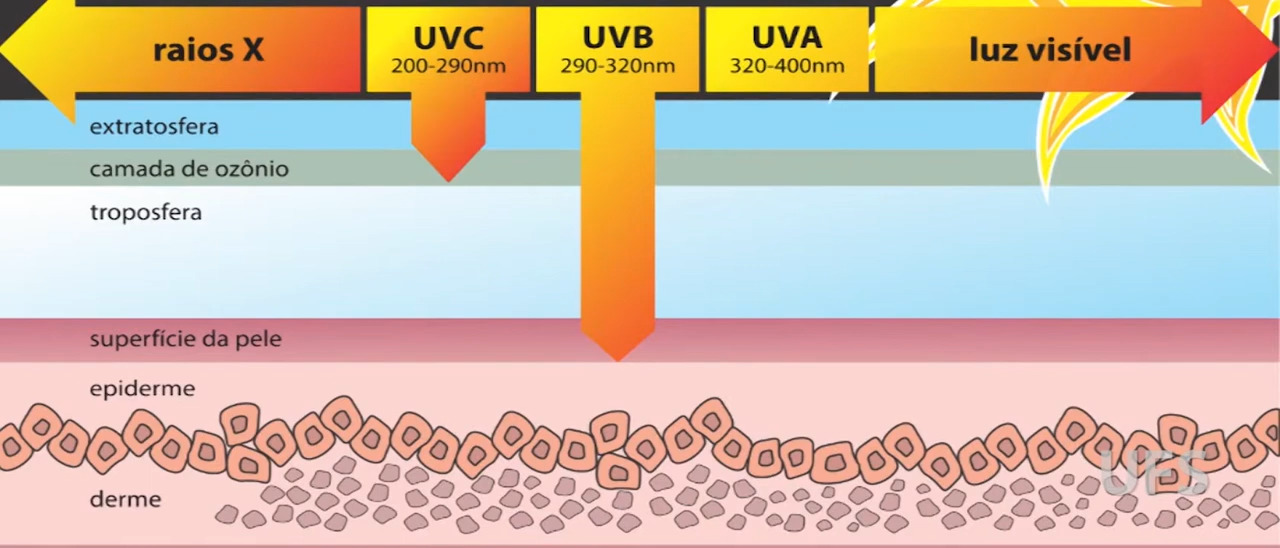 raios X
UVC
200-290nm
UVB
290-320nm
UVA
320-400nm
luz visível
extratosfera
camada de ozônio
troposfera
superfície da pele
epiderme
derme
UFS